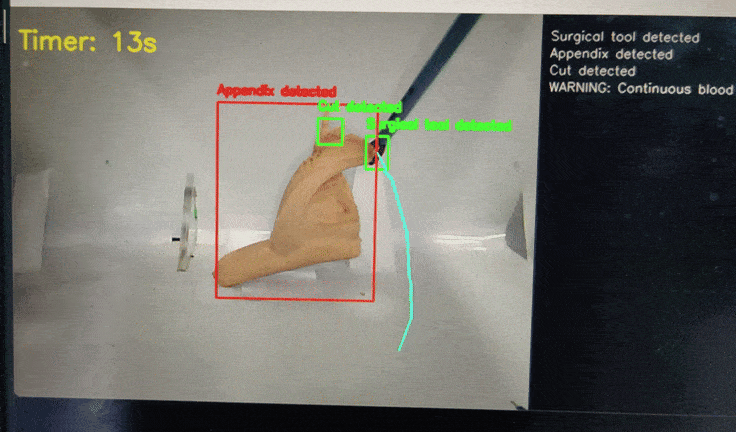 Timer: 13s
Surgical tool detected
Appendix detected
Cut detected
WARNING: Continuous blood
Appendix detected
Cut detected
Surgical tool detected